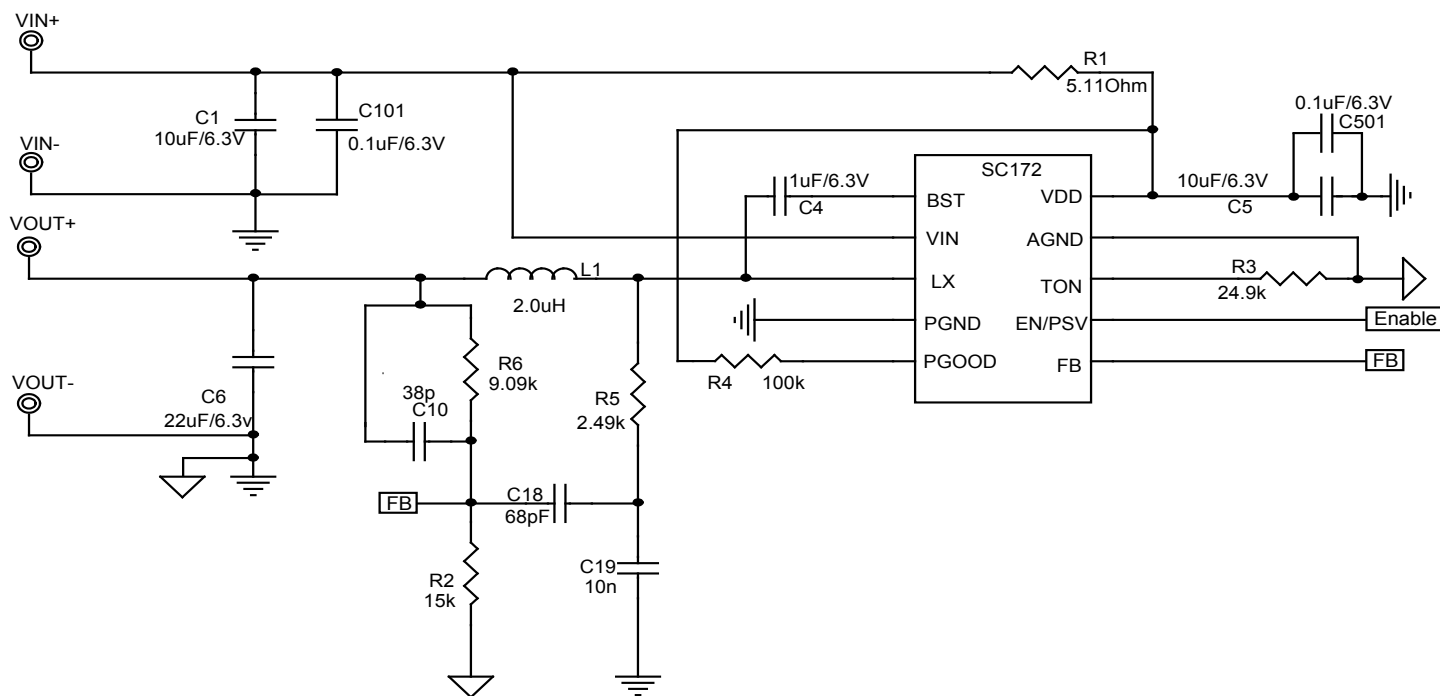 VIN+
R1
5.11Ohm
C1
10uF/6.3V
C101
0.1uF/6.3V
0.1uF/6.3V
C501
VIN-
SC172
1uF/6.3V
C4
BST
VDD
10uF/6.3V
C5
VOUT+
VIN
AGND
L1
2.0uH
LX
TON
R3
24.9k
PGND
EN/PSV
Enable
R6
9.09k
R4
100k
PGOOD
FB
FB
VOUT-
C6
22uF/6.3v
38p
C10
R5
2.49k
FB
C18
68pF
R2
15k
C19
10n